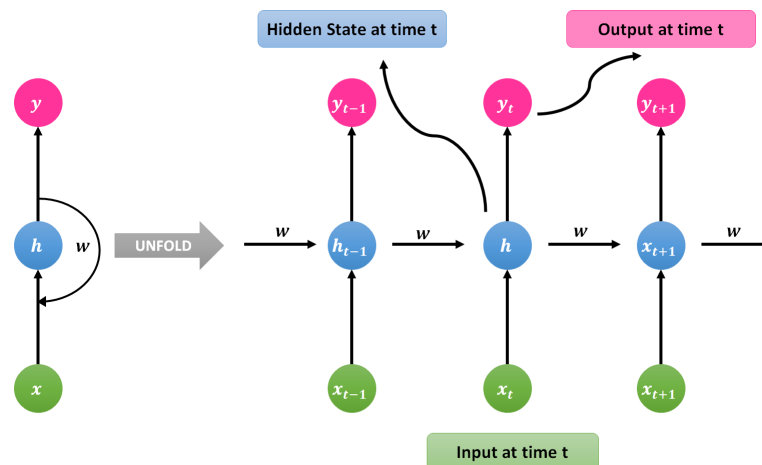 Hidden State at time t
Output at time t
y
y_{t-1}
y_t
y_{t+1}
h
w
UNFOLD
w
h_{t-1}
w
h
w
x_{t+1}
w
x
x_{t-1}
x_t
x_{t+1}
Input at time t